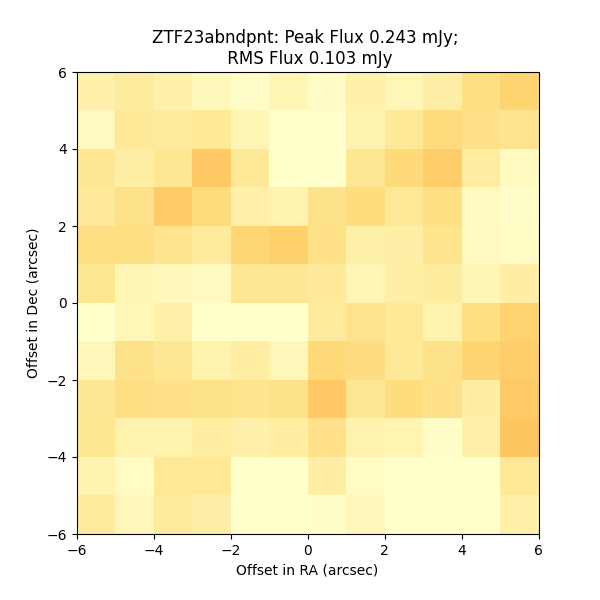 ZTF23abndpnt: Peak Flux 0.243 mJy;
RMS Flux 0.103 mJy
6
4
2
0
−2
−4
−6
Offset in Dec (arcsec)
−6 −4 −2 0 2 4 6
Offset in RA (arcsec)